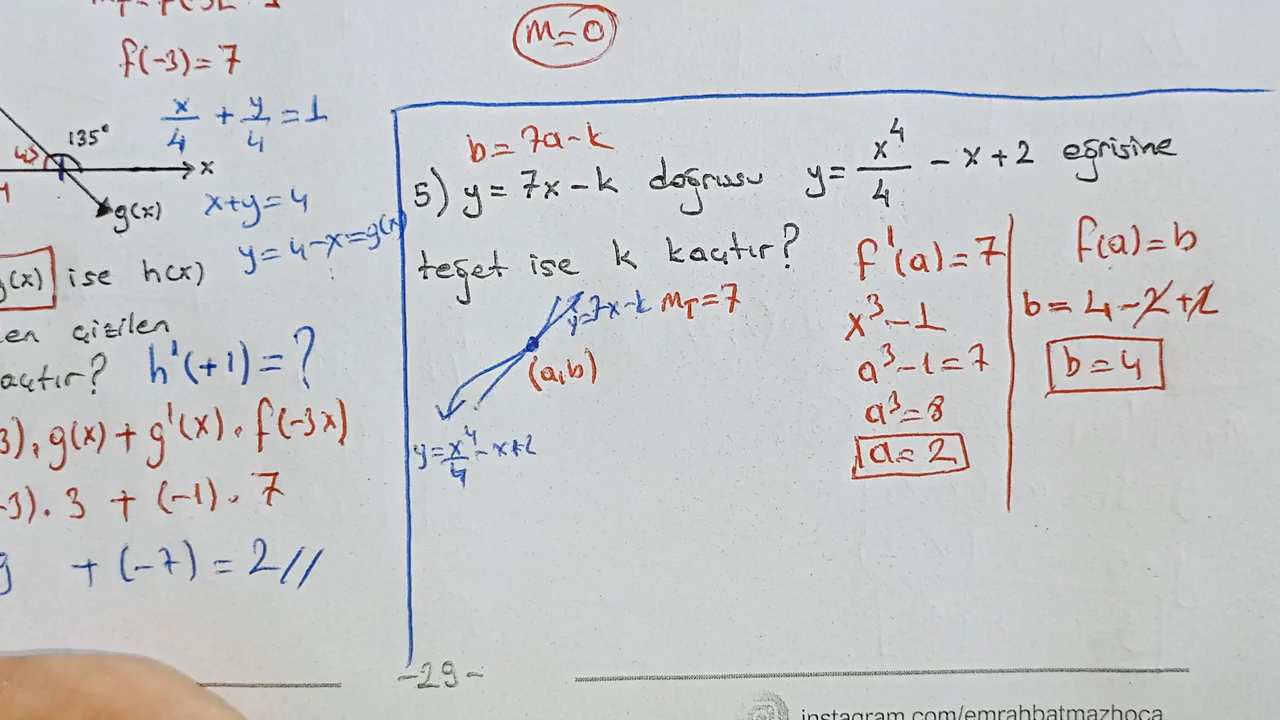 f(-3) = 7
x/4 + y/4 = 1
135°
x
g(x)
x+y=4
y=4-x=g(x)
g(x) ise h(x)
en çizilen
h'(+1)=?
3).g(x)+g'(x).f(-3x)
-3).3 + (-1).7
+(-7)=2//
m=0
b=7a-k
5) y=7x-k doğrusu y=x⁴/4 -x+2 eğrisine
teğet ise k kaçtır?
y=7x-k m_T=7
(a,b)
y=x⁴/4-x+2
f'(a)=7
x³-1
a³-1=7
a³=8
a=2
f(a)=b
b=4-2+2
b=4
-29-
instagram.com/emrahbatmazhoca